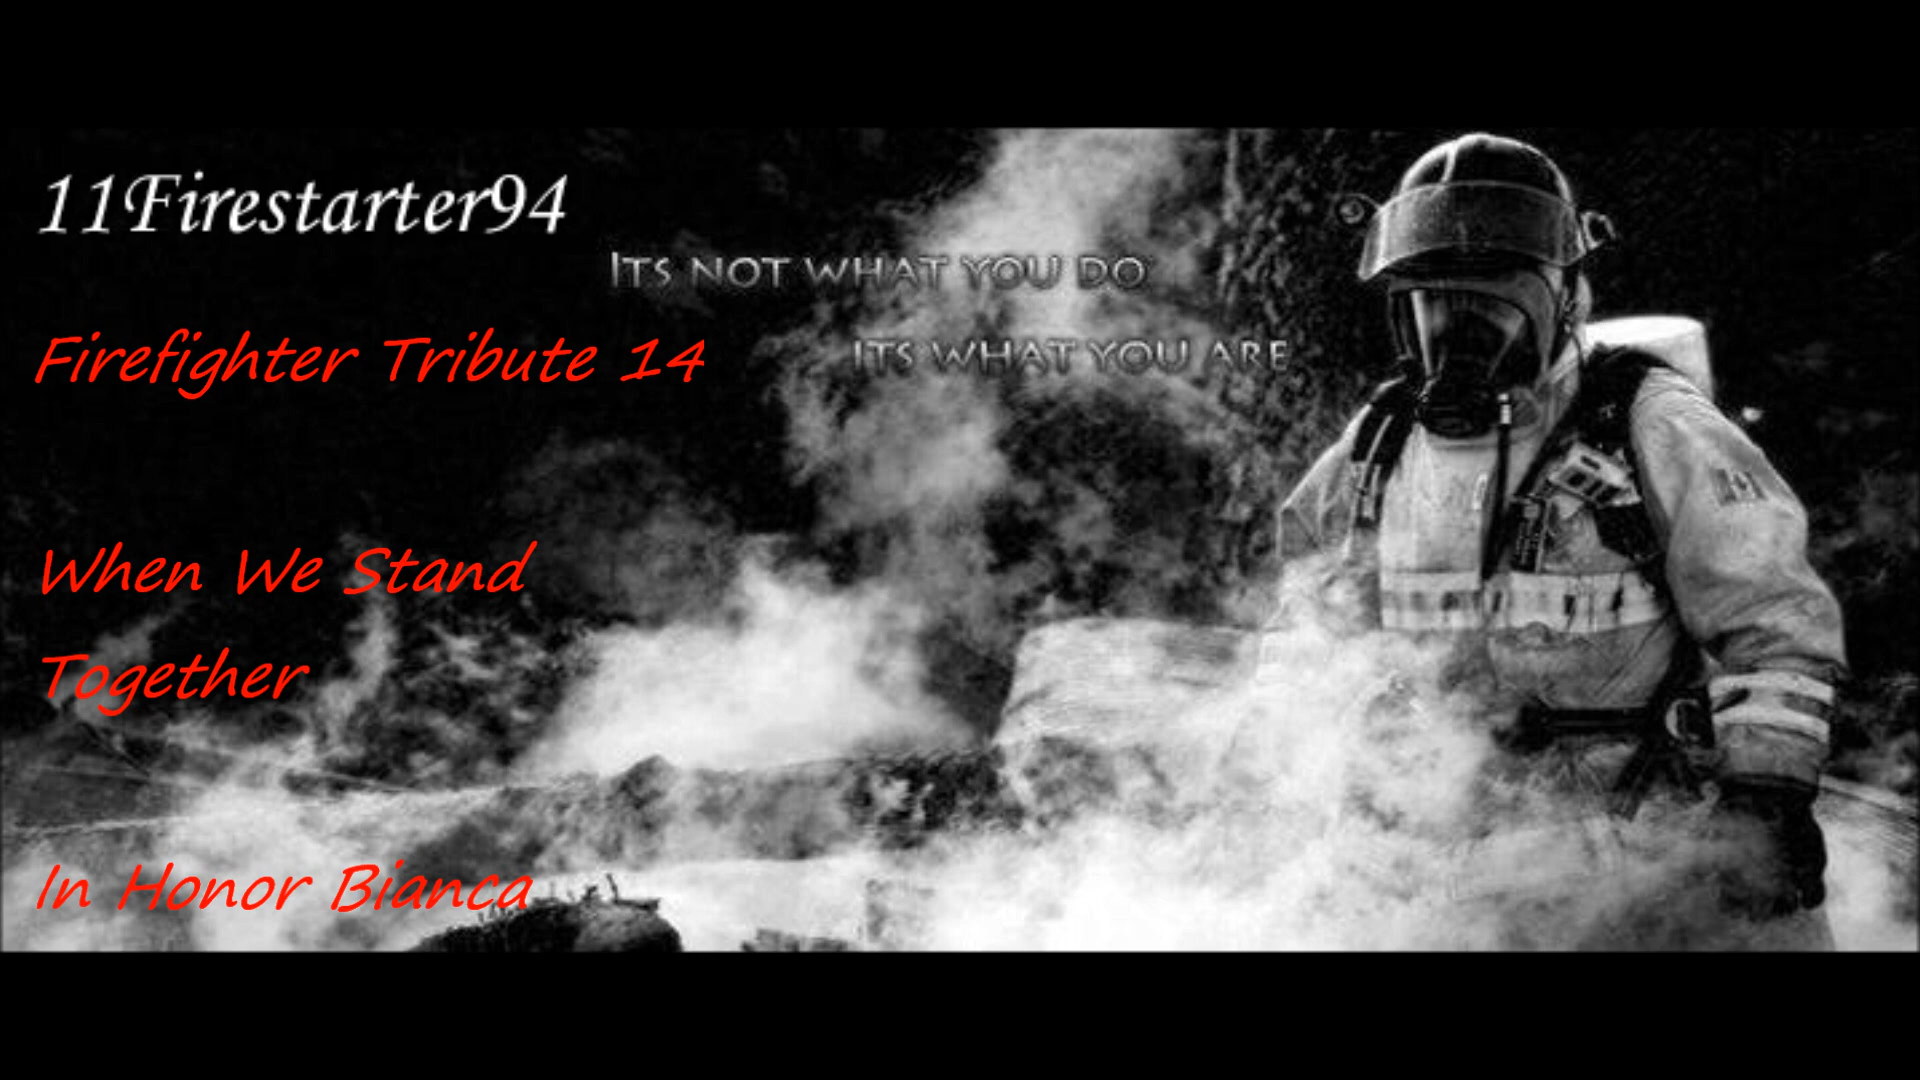 11Firestarter94
ITS NOT WHAT YOU DO
ITS WHAT YOU ARE
Firefighter Tribute 14
When We Stand
Together
In Honor Bianca